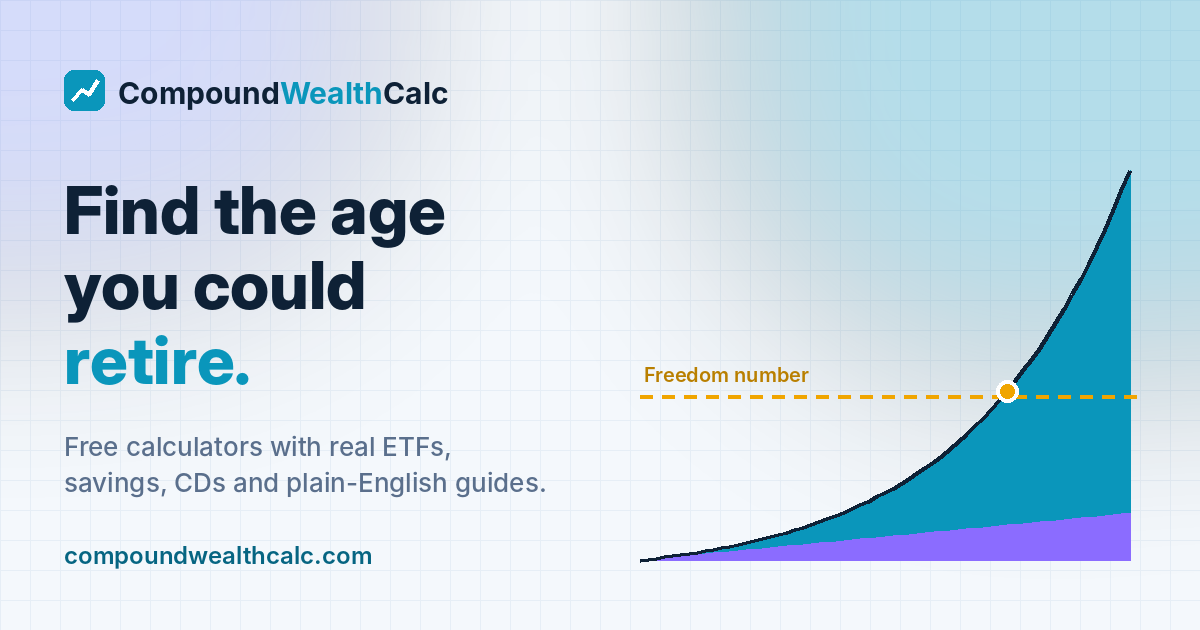 CompoundWealthCalc
Find the age
you could
retire.
Free calculators with real ETFs,
savings, CDs and plain-English guides.
compoundwealthcalc.com
Freedom number